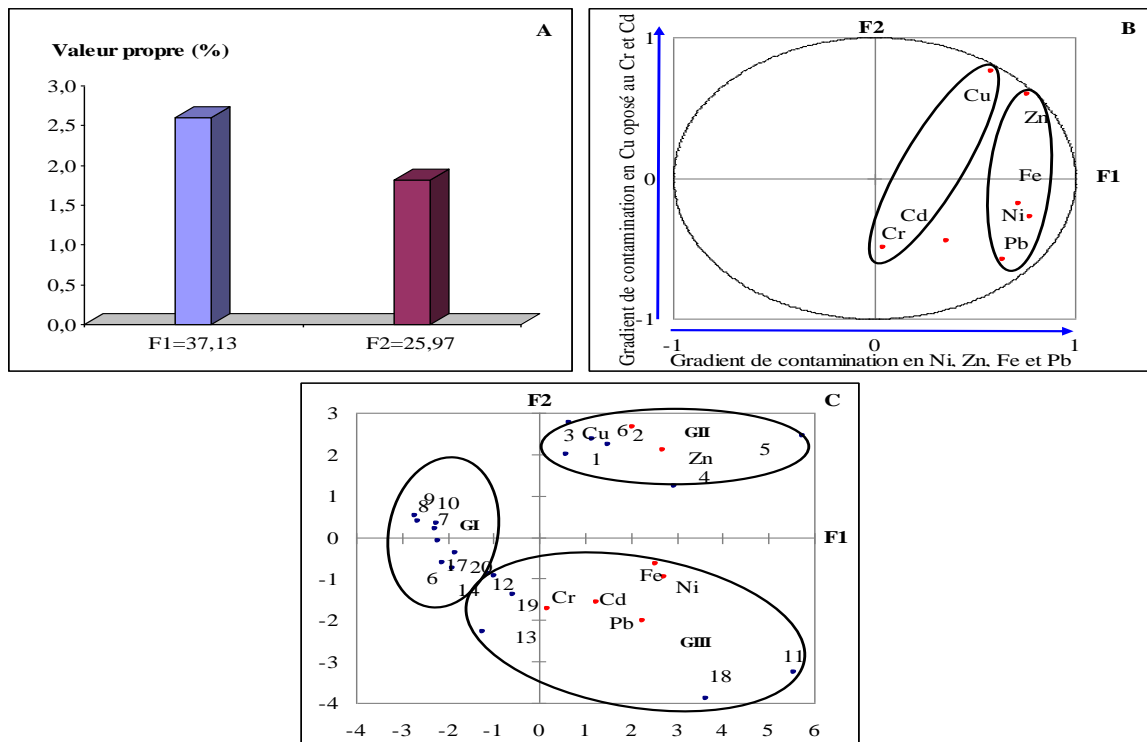 A
Valeur propre (%)
3,0
2,5
2,0
1,5
1,0
0,5
0,0
F1=37,13 F2=25,97
B
F2
Gradient de contamination en Cu oposé au Cr et Cd
1
0
-1
Cu
Zn
Fe
F1
Cd
Ni
Cr
Pb
-1 0 1
Gradient de contamination en Ni, Zn, Fe et Pb
C
F2
3
2
1
0
-1
-2
-3
-4
3 Cu 6 2 GII
1 Zn 5
4
9 10
8 7 GI
F1
6 17 20
14 12
Fe
Ni
19 Cr Cd
13 Pb
GIII
11
18
-4 -3 -2 -1 0 1 2 3 4 5 6